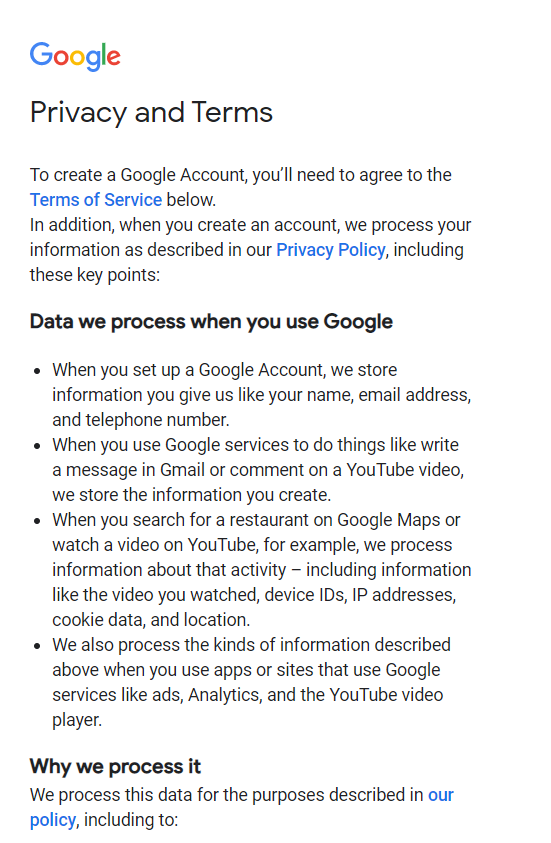 Google
Privacy and Terms
To create a Google Account, you’ll need to agree to the
Terms of Service below.
In addition, when you create an account, we process your
information as described in our Privacy Policy, including
these key points:
Data we process when you use Google
• When you set up a Google Account, we store
information you give us like your name, email address,
and telephone number.
• When you use Google services to do things like write
a message in Gmail or comment on a YouTube video,
we store the information you create.
• When you search for a restaurant on Google Maps or
watch a video on YouTube, for example, we process
information about that activity – including information
like the video you watched, device IDs, IP addresses,
cookie data, and location.
• We also process the kinds of information described
above when you use apps or sites that use Google
services like ads, Analytics, and the YouTube video
player.
Why we process it
We process this data for the purposes described in our
policy, including to: